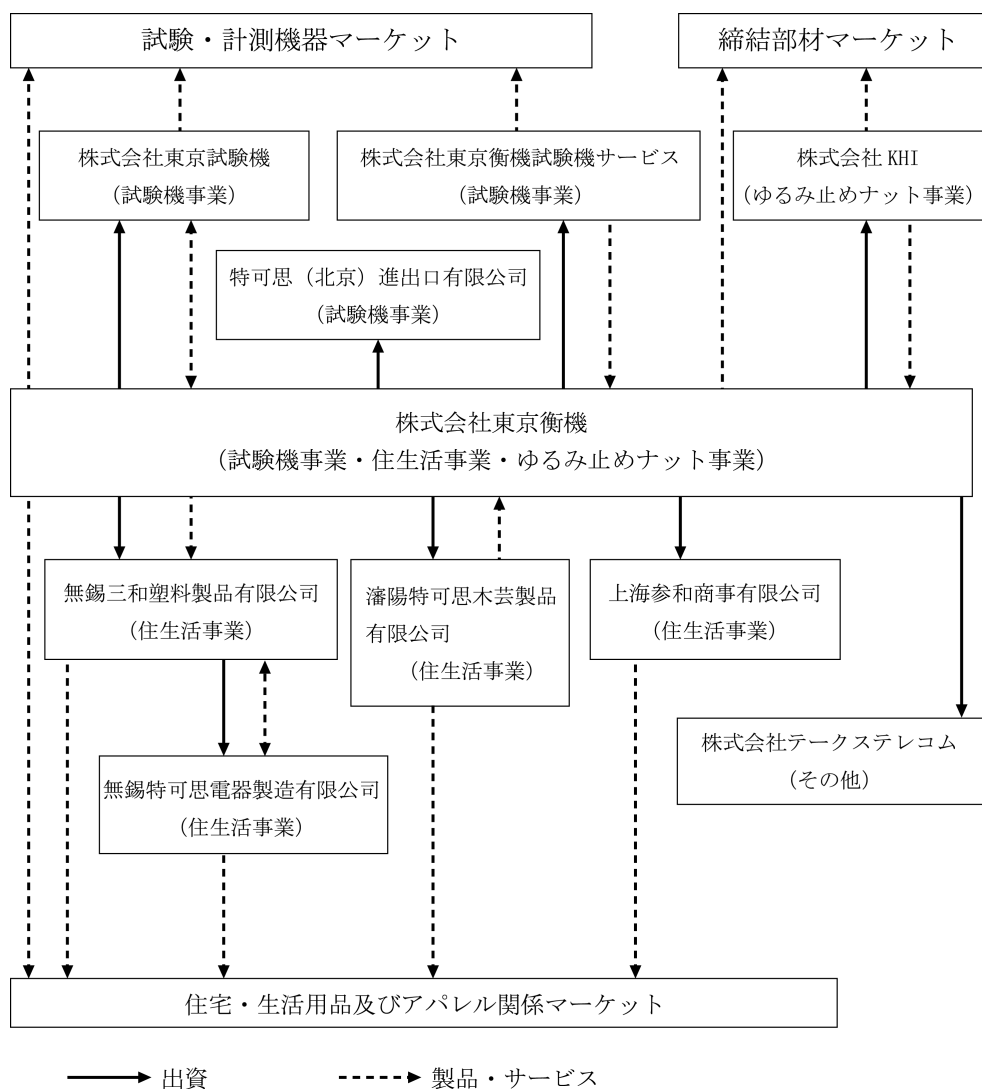 試験・計測機器マーケット
締結部材マーケット
株式会社東京試験機
（試験機事業）
株式会社東京衡機試験機サービス
（試験機事業）
株式会社 KHI
（ゆるみ止めナット事業）
特可思（北京）進出口有限公司
（試験機事業）
株式会社東京衡機
（試験機事業・住生活事業・ゆるみ止めナット事業）
無錫三和塑料製品有限公司
（住生活事業）
瀋陽特可思木芸製品
有限公司
（住生活事業）
上海参和商事有限公司
（住生活事業）
株式会社テークステレコム
（その他）
無錫特可思電器製造有限公司
（住生活事業）
住宅・生活用品及びアパレル関係マーケット
出資
製品・サービス